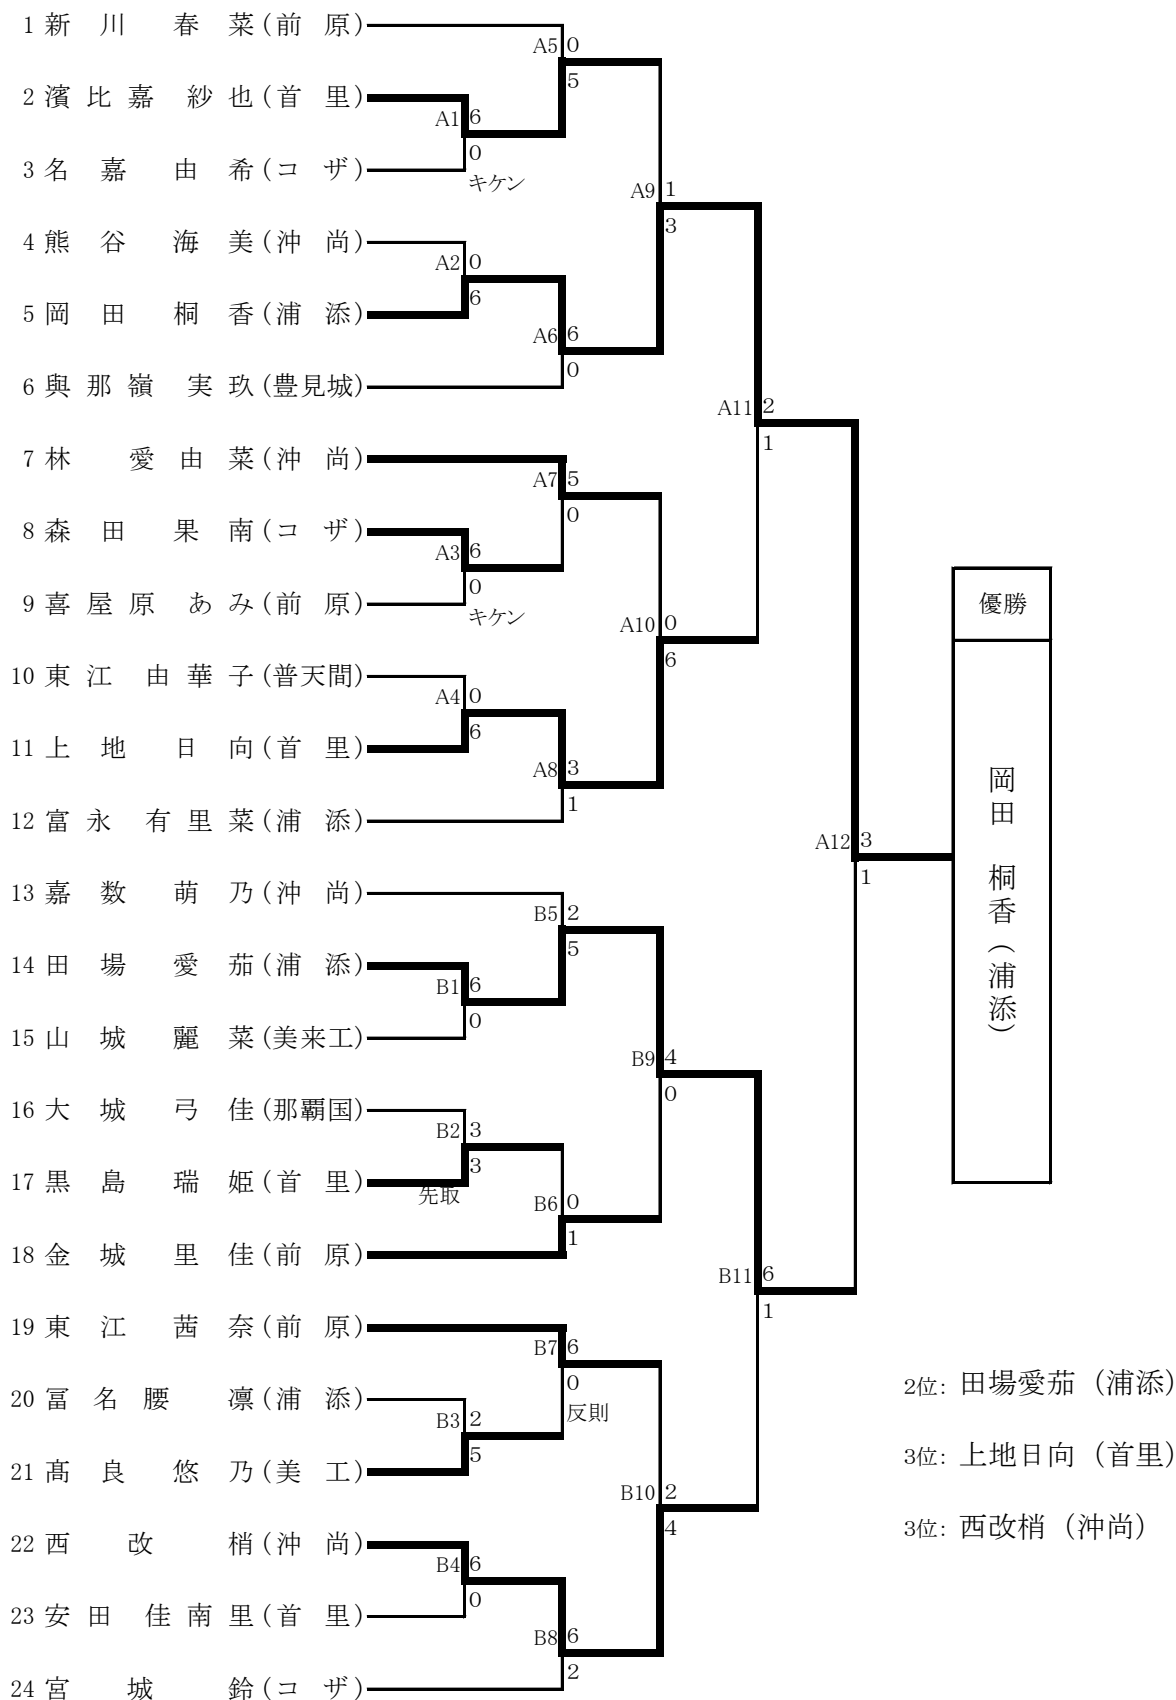 1 新川 春菜(前原)
A5 0
5
2 濱比嘉 紗也(首里)
A1 6
0
3 名嘉 由希(コザ)
キケン
A9 1
3
4 熊谷 海美(沖尚)
A2 0
6
5 岡田 桐香(浦添)
A6 6
0
6 與那嶺 実玖(豊見城)
A11 2
1
7 林 愛由菜(沖尚)
A7 5
0
8 森田 果南(コザ)
A3 6
0
9 喜屋原 あみ(前原)
キケン
A10 0
6
10 東江 由華子(普天間)
A4 0
6
11 上地 日向(首里)
A8 3
1
12 富永 有里菜(浦添)
A12 3
1
13 嘉数 萌乃(沖尚)
B5 2
5
14 田場 愛茄(浦添)
B1 6
0
15 山城 麗菜(美来工)
B9 4
0
16 大城 弓佳(那覇国)
B2 3
3
17 黒島 瑞姫(首里)
先取
B6 0
1
18 金城 里佳(前原)
B11 6
1
19 東江 茜奈(前原)
B7 6
0
反則
20 冨名腰 凛(浦添)
B3 2
5
21 髙良 悠乃(美工)
B10 2
4
22 西 改梢(沖尚)
B4 6
0
23 安田 佳南里(首里)
B8 6
2
24 宮城 鈴(コザ)
優勝
岡田 桐香(浦添)
2位: 田場愛茄 (浦添)
3位: 上地日向 (首里)
3位: 西改梢 (沖尚)